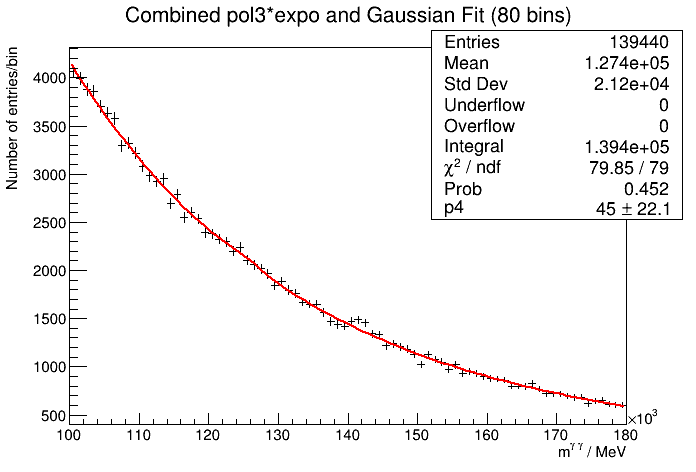 Combined pol3*expo and Gaussian Fit (80 bins)
Entries 139440
Mean 1.274e+05
Std Dev 2.12e+04
Underflow 0
Overflow 0
Integral 1.394e+05
χ² / ndf 79.85 / 79
Prob 0.452
p4 45 ± 22.1
Number of entries/bin
4000
3500
3000
2500
2000
1500
1000
500
100 110 120 130 140 150 160 170 180
×10³
m^γγ / MeV